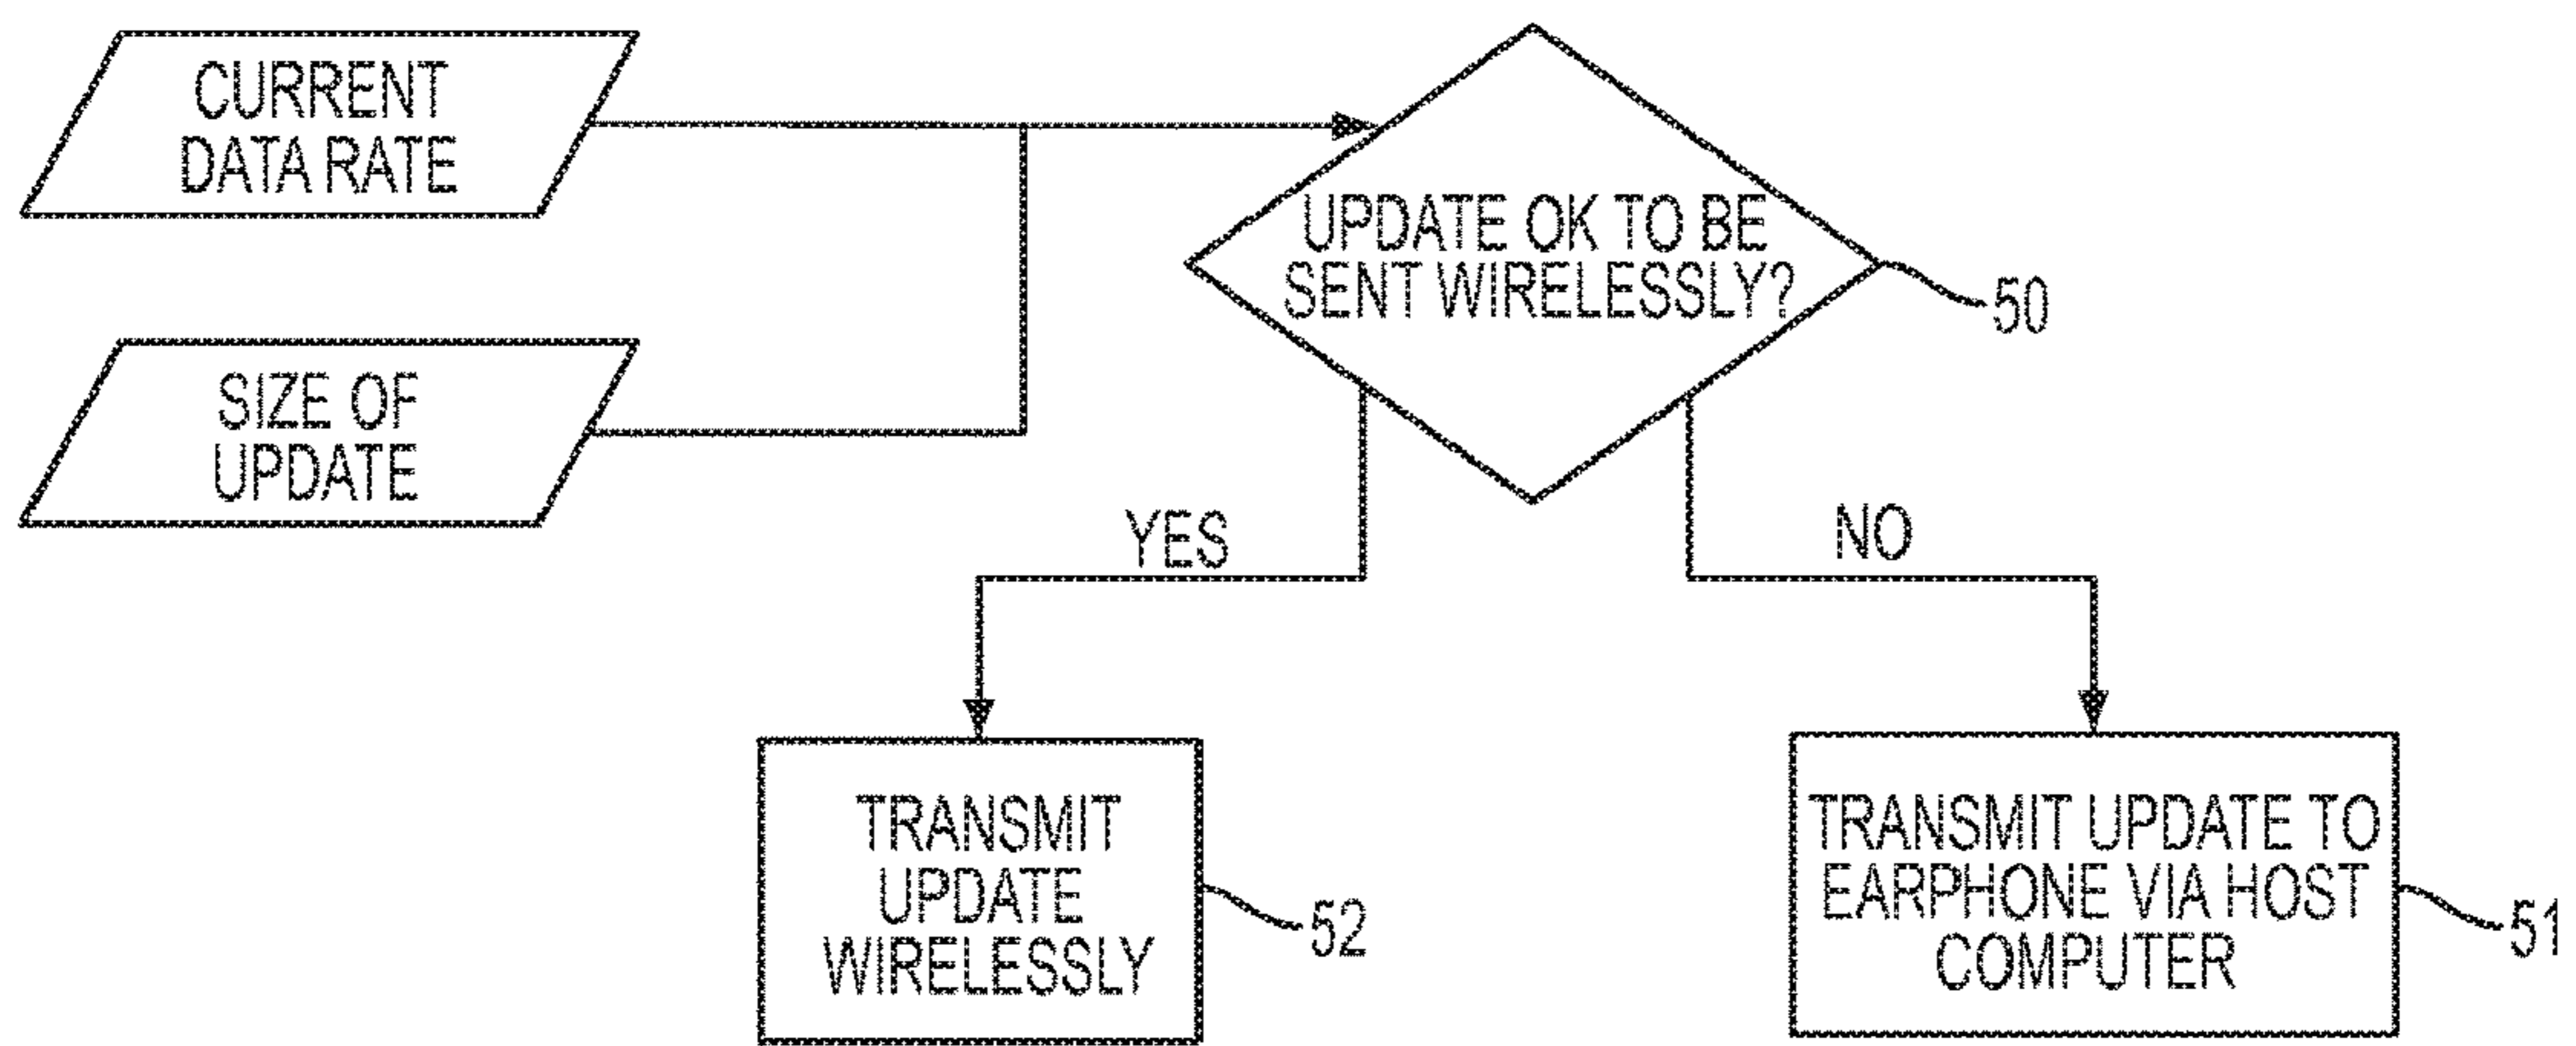 CURRENT
DATA RATE
UPDATE OK TO BE
SENT WIRELESSLY?
50
SIZE OF
UPDATE
YES
NO
TRANSMIT
UPDATE
WIRELESSLY
52
TRANSMIT UPDATE TO
EARPHONE VIA HOST
COMPUTER
51